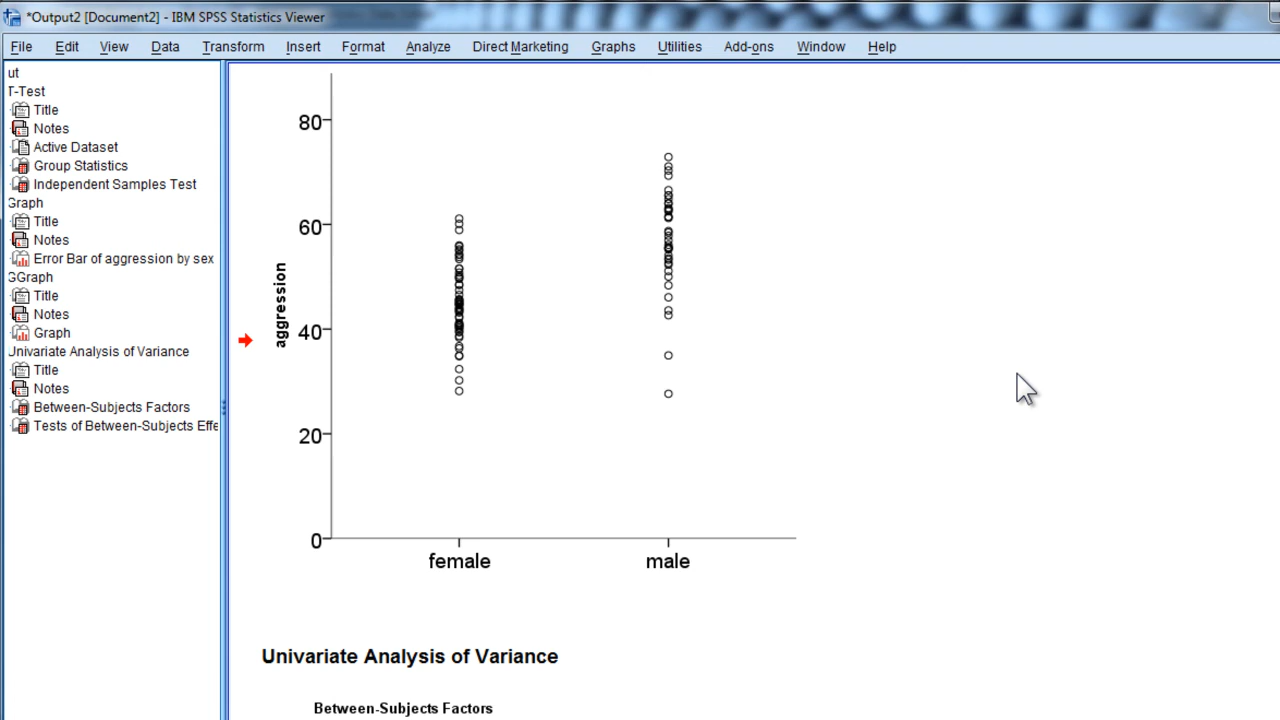 *Output2 [Document2] - IBM SPSS Statistics Viewer
File Edit View Data Transform Insert Format Analyze Direct Marketing Graphs Utilities Add-ons Window Help
ut
T-Test
Title
Notes
Active Dataset
Group Statistics
Independent Samples Test
Graph
Title
Notes
Error Bar of aggression by sex
GGraph
Title
Notes
Graph
Univariate Analysis of Variance
Title
Notes
Between-Subjects Factors
Tests of Between-Subjects Effe
80
60
40
20
0
aggression
female male
Univariate Analysis of Variance
Between-Subjects Factors